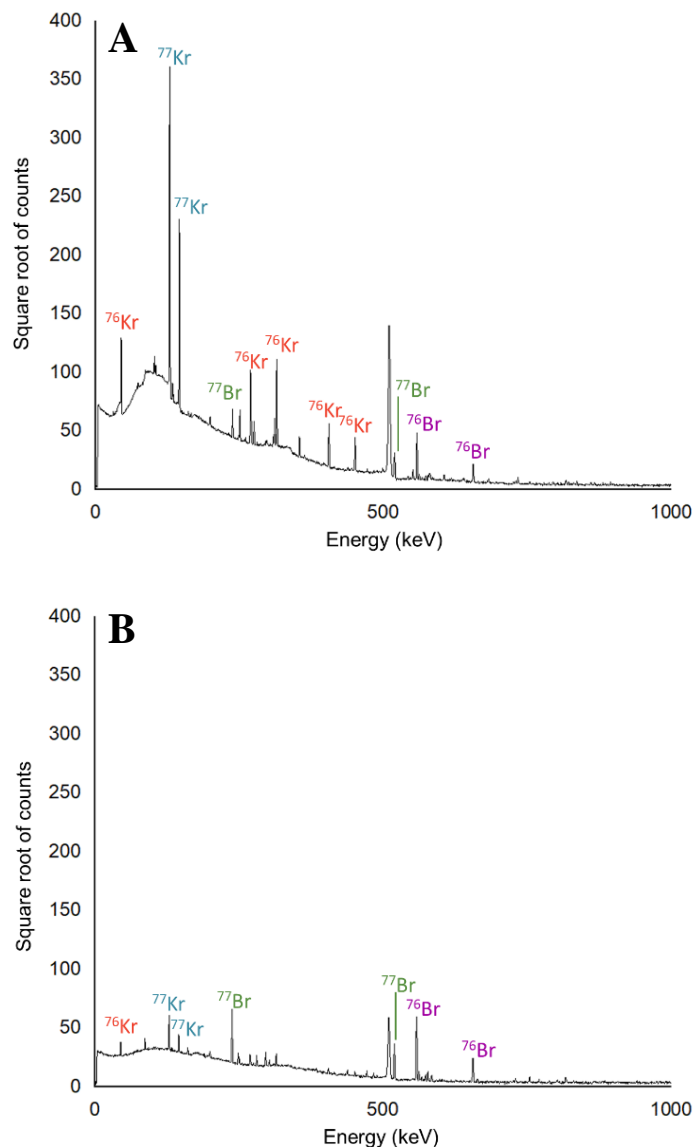 A
400
350
300
250
200
150
100
50
0
Square root of counts
⁷⁷Kr
⁷⁷Kr
⁷⁶Kr
⁷⁶Kr
⁷⁶Kr
⁷⁷Br
⁷⁶Kr
⁷⁶Kr
⁷⁷Br
⁷⁶Br
⁷⁶Br
0 500 1000
Energy (keV)
B
400
350
300
250
200
150
100
50
0
Square root of counts
⁷⁶Kr
⁷⁷Kr
⁷⁷Kr
⁷⁷Br
⁷⁷Br
⁷⁶Br
⁷⁶Br
0 500 1000
Energy (keV)